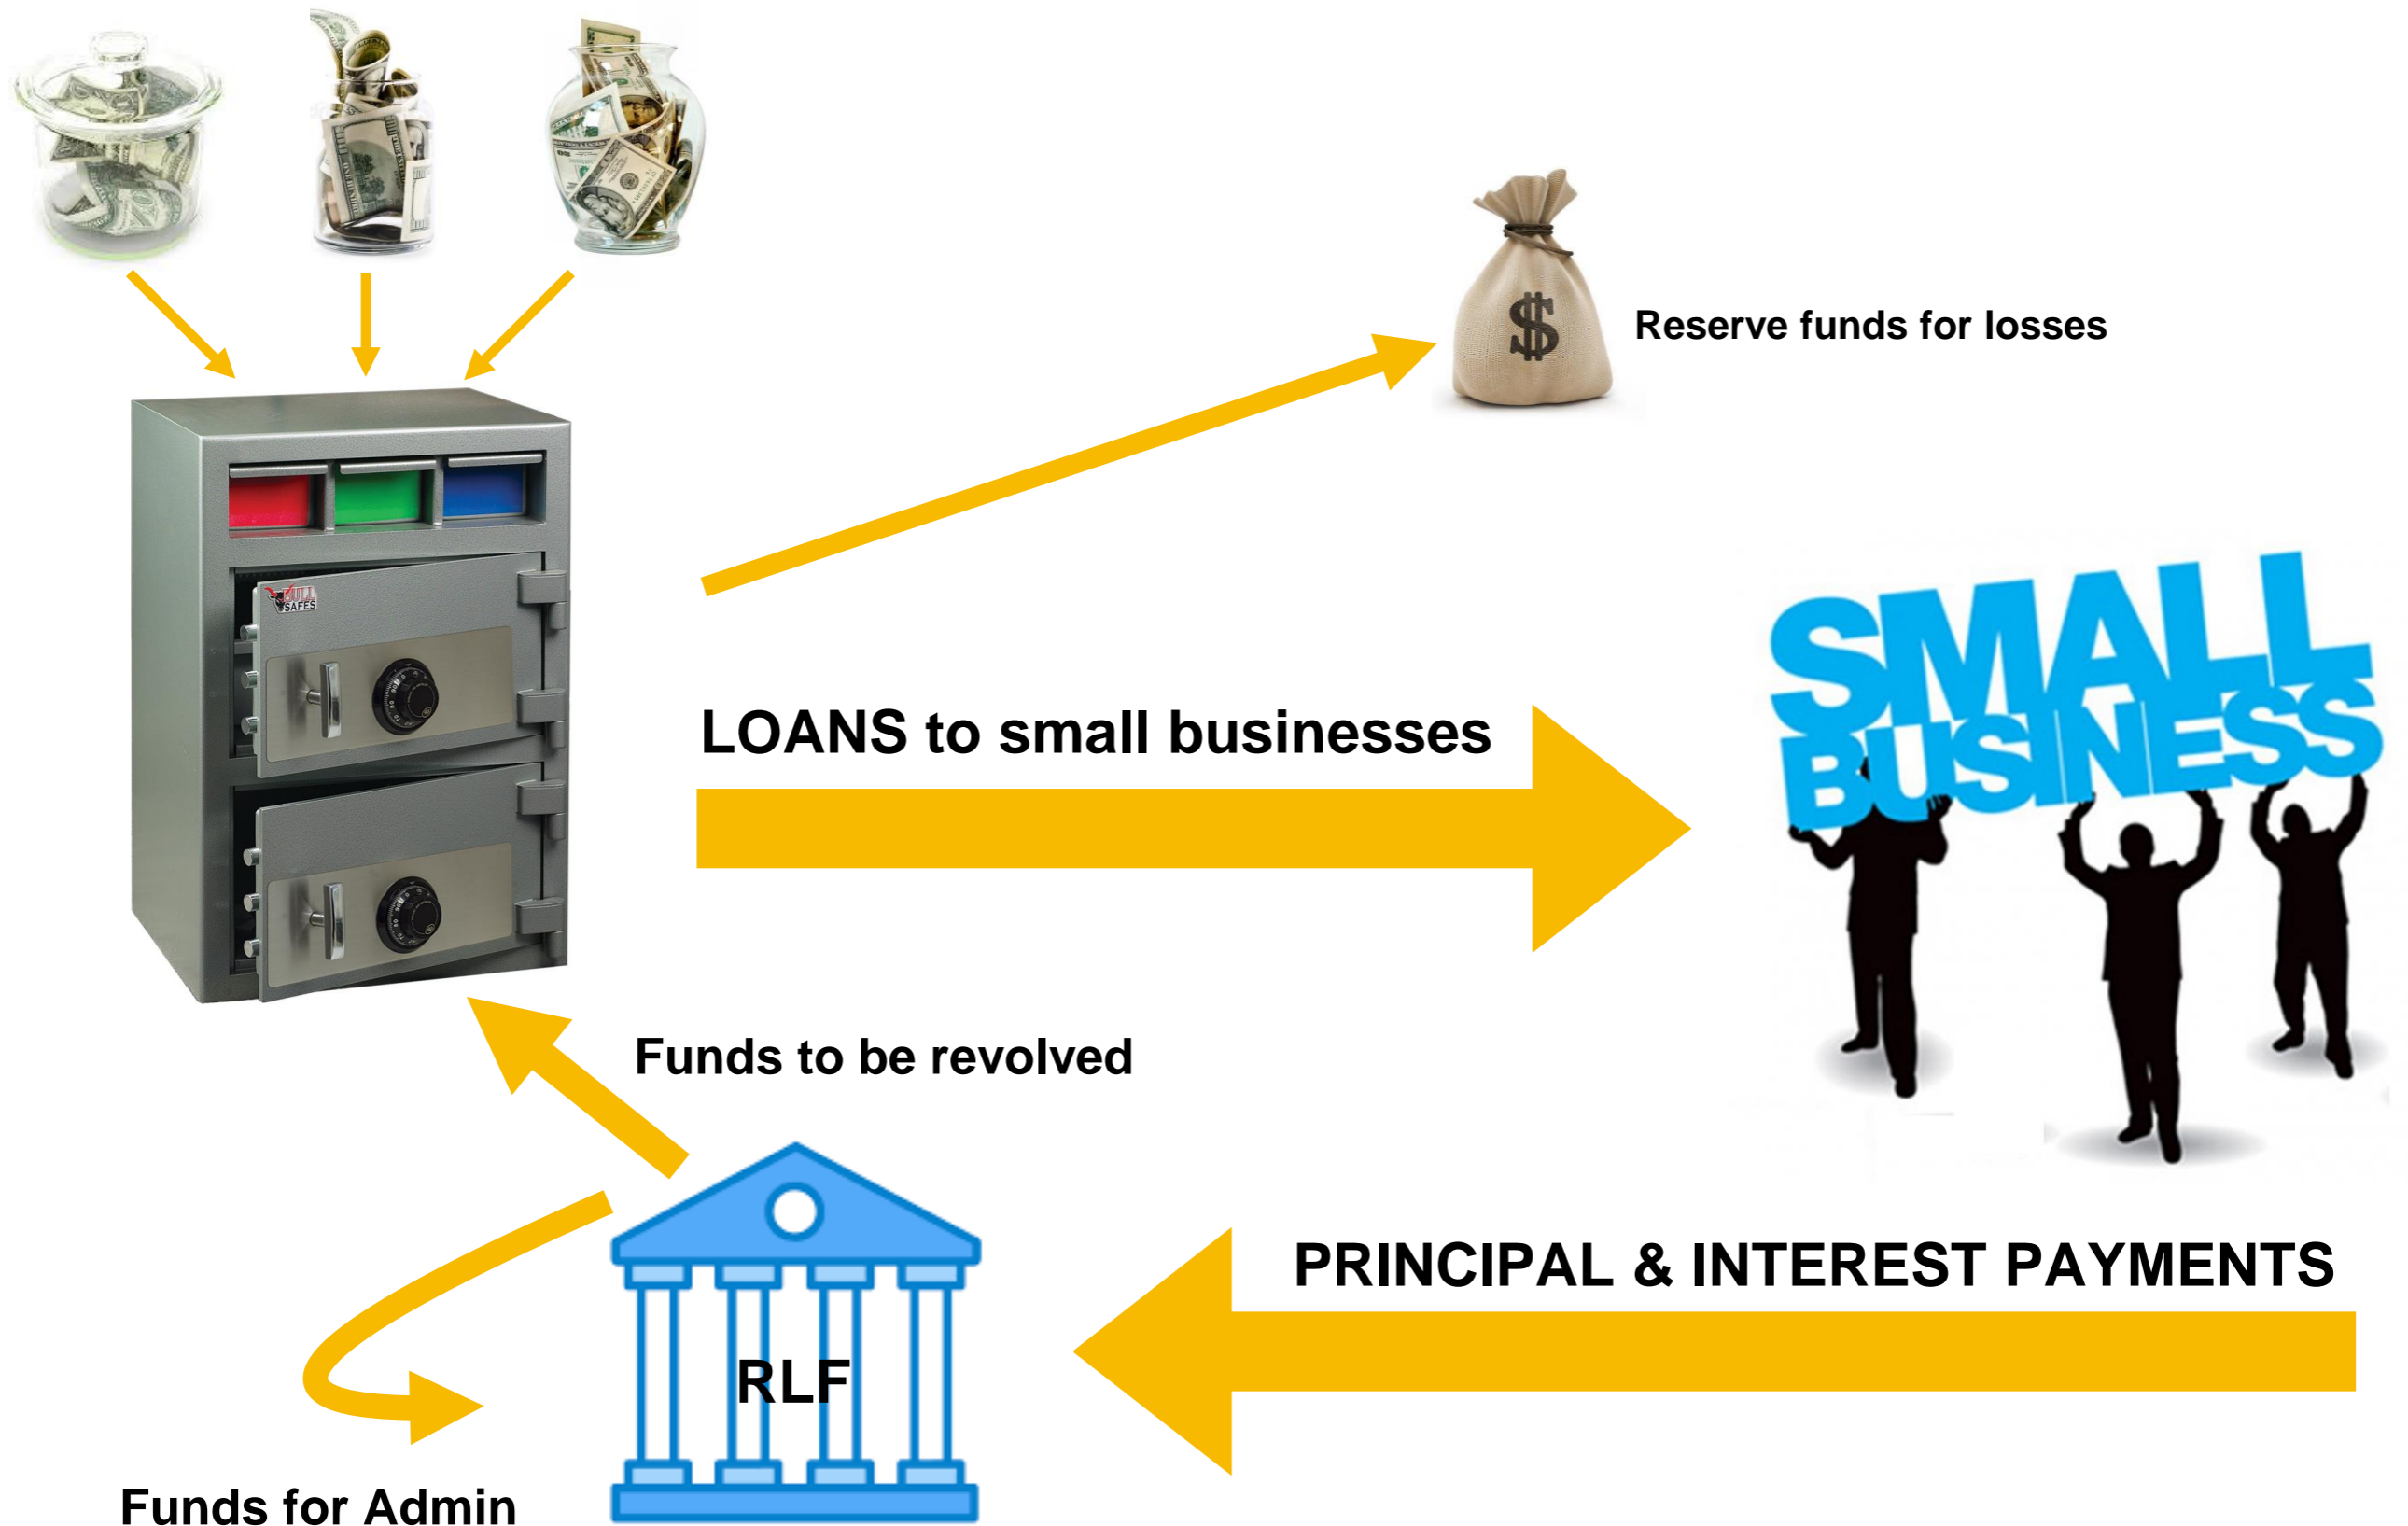 Reserve funds for losses
SAFES
LOANS to small businesses
SMALL
BUSINESS
Funds to be revolved
PRINCIPAL & INTEREST PAYMENTS
RLF
Funds for Admin